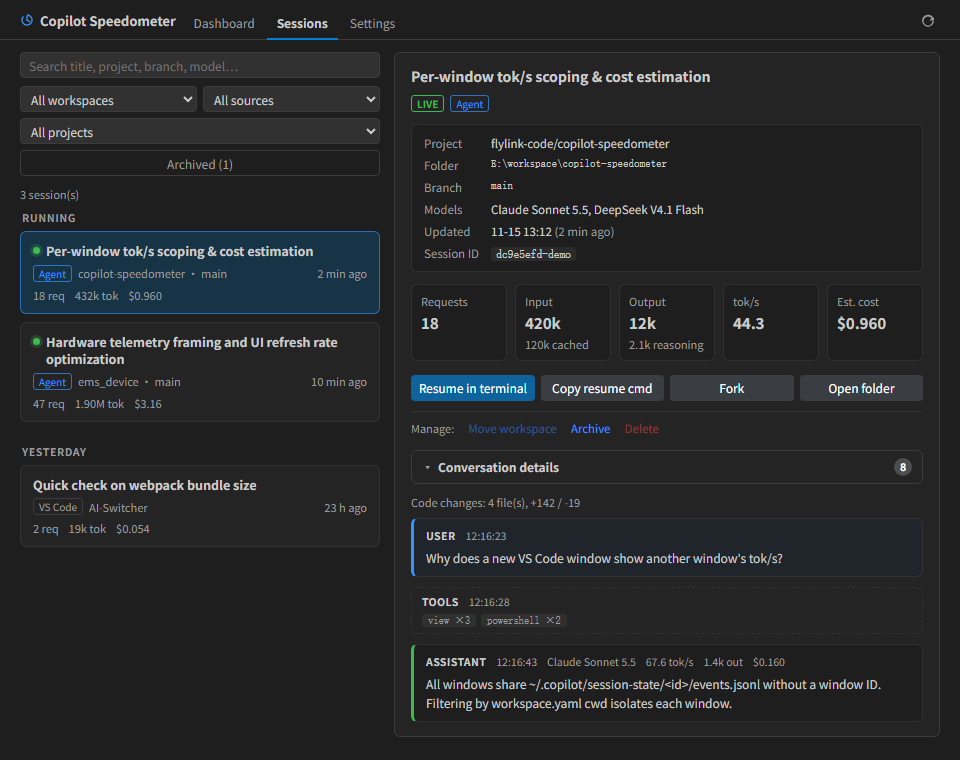 Copilot Speedometer Dashboard Sessions Settings
Search title, project, branch, model…
All workspaces All sources
All projects
Archived (1)
3 session(s)
RUNNING
Per-window tok/s scoping & cost estimation
Agent copilot-speedometer • main 2 min ago
18 req 432k tok $0.960
Hardware telemetry framing and UI refresh rate
optimization
Agent ems_device • main 10 min ago
47 req 1.90M tok $3.16
YESTERDAY
Quick check on webpack bundle size
VS Code AI-Switcher 23 h ago
2 req 19k tok $0.054
Per-window tok/s scoping & cost estimation
LIVE Agent
Project flylink-code/copilot-speedometer
Folder E:\workspace\copilot-speedometer
Branch main
Models Claude Sonnet 5.5, DeepSeek V4.1 Flash
Updated 11-15 13:12 (2 min ago)
Session ID dc9e5efd-demo
Requests Input Output tok/s Est. cost
18 420k 12k 44.3 $0.960
120k cached 2.1k reasoning
Resume in terminal Copy resume cmd Fork Open folder
Manage: Move workspace Archive Delete
Conversation details 8
Code changes: 4 file(s), +142 / -19
USER 12:16:23
Why does a new VS Code window show another window's tok/s?
TOOLS 12:16:28
view ×3 powershell ×2
ASSISTANT 12:16:43 Claude Sonnet 5.5 67.6 tok/s 1.4k out $0.160
All windows share ~/.copilot/session-state/<id>/events.jsonl without a window ID.
Filtering by workspace.yaml cwd isolates each window.